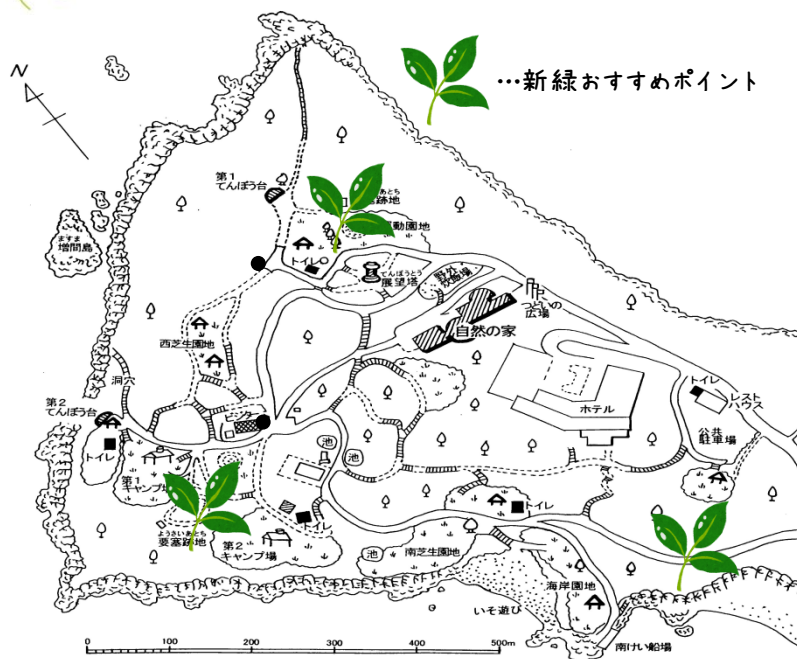 …新緑おすすめポイント
N
第1
てんぼう台
あとち
跡地
動園地
トイレ
てんぼうとう
展望塔
野外
炊飯場
つどいの
広場
自然の家
ますま
増間島
西芝生園地
洞穴
第2
てんぼう台
トイレ
ビジタ
ホテル
トイレ
レスト
ハウス
公共
駐車場
池
池
第1
キャンプ場
トイレ
トイレ
ようさいあとち
要塞跡地
第2
キャンプ場
池
南芝生園地
海岸園地
いそ遊び
南けい船場
0 100 200 300 400 500m